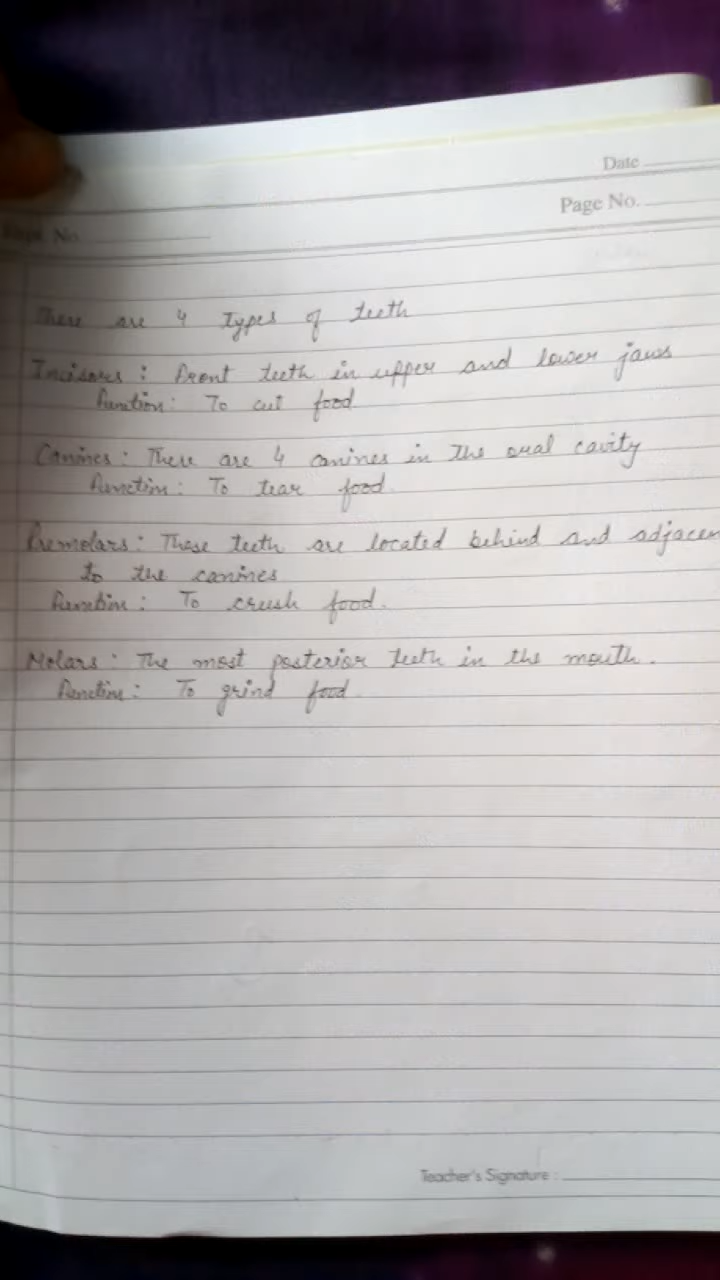 Date
Page No.
Expt. No.
There are 4 types of teeth
Incisors : Front teeth in upper and lower jaws
Function : To cut food
Canines : There are 4 canines in the oral cavity
Function : To tear food.
Premolars : These teeth are located behind and adjacen
to the canines
Function : To crush food.
Molars : The most posterior teeth in the mouth.
Function : To grind food
Teacher's Signature :